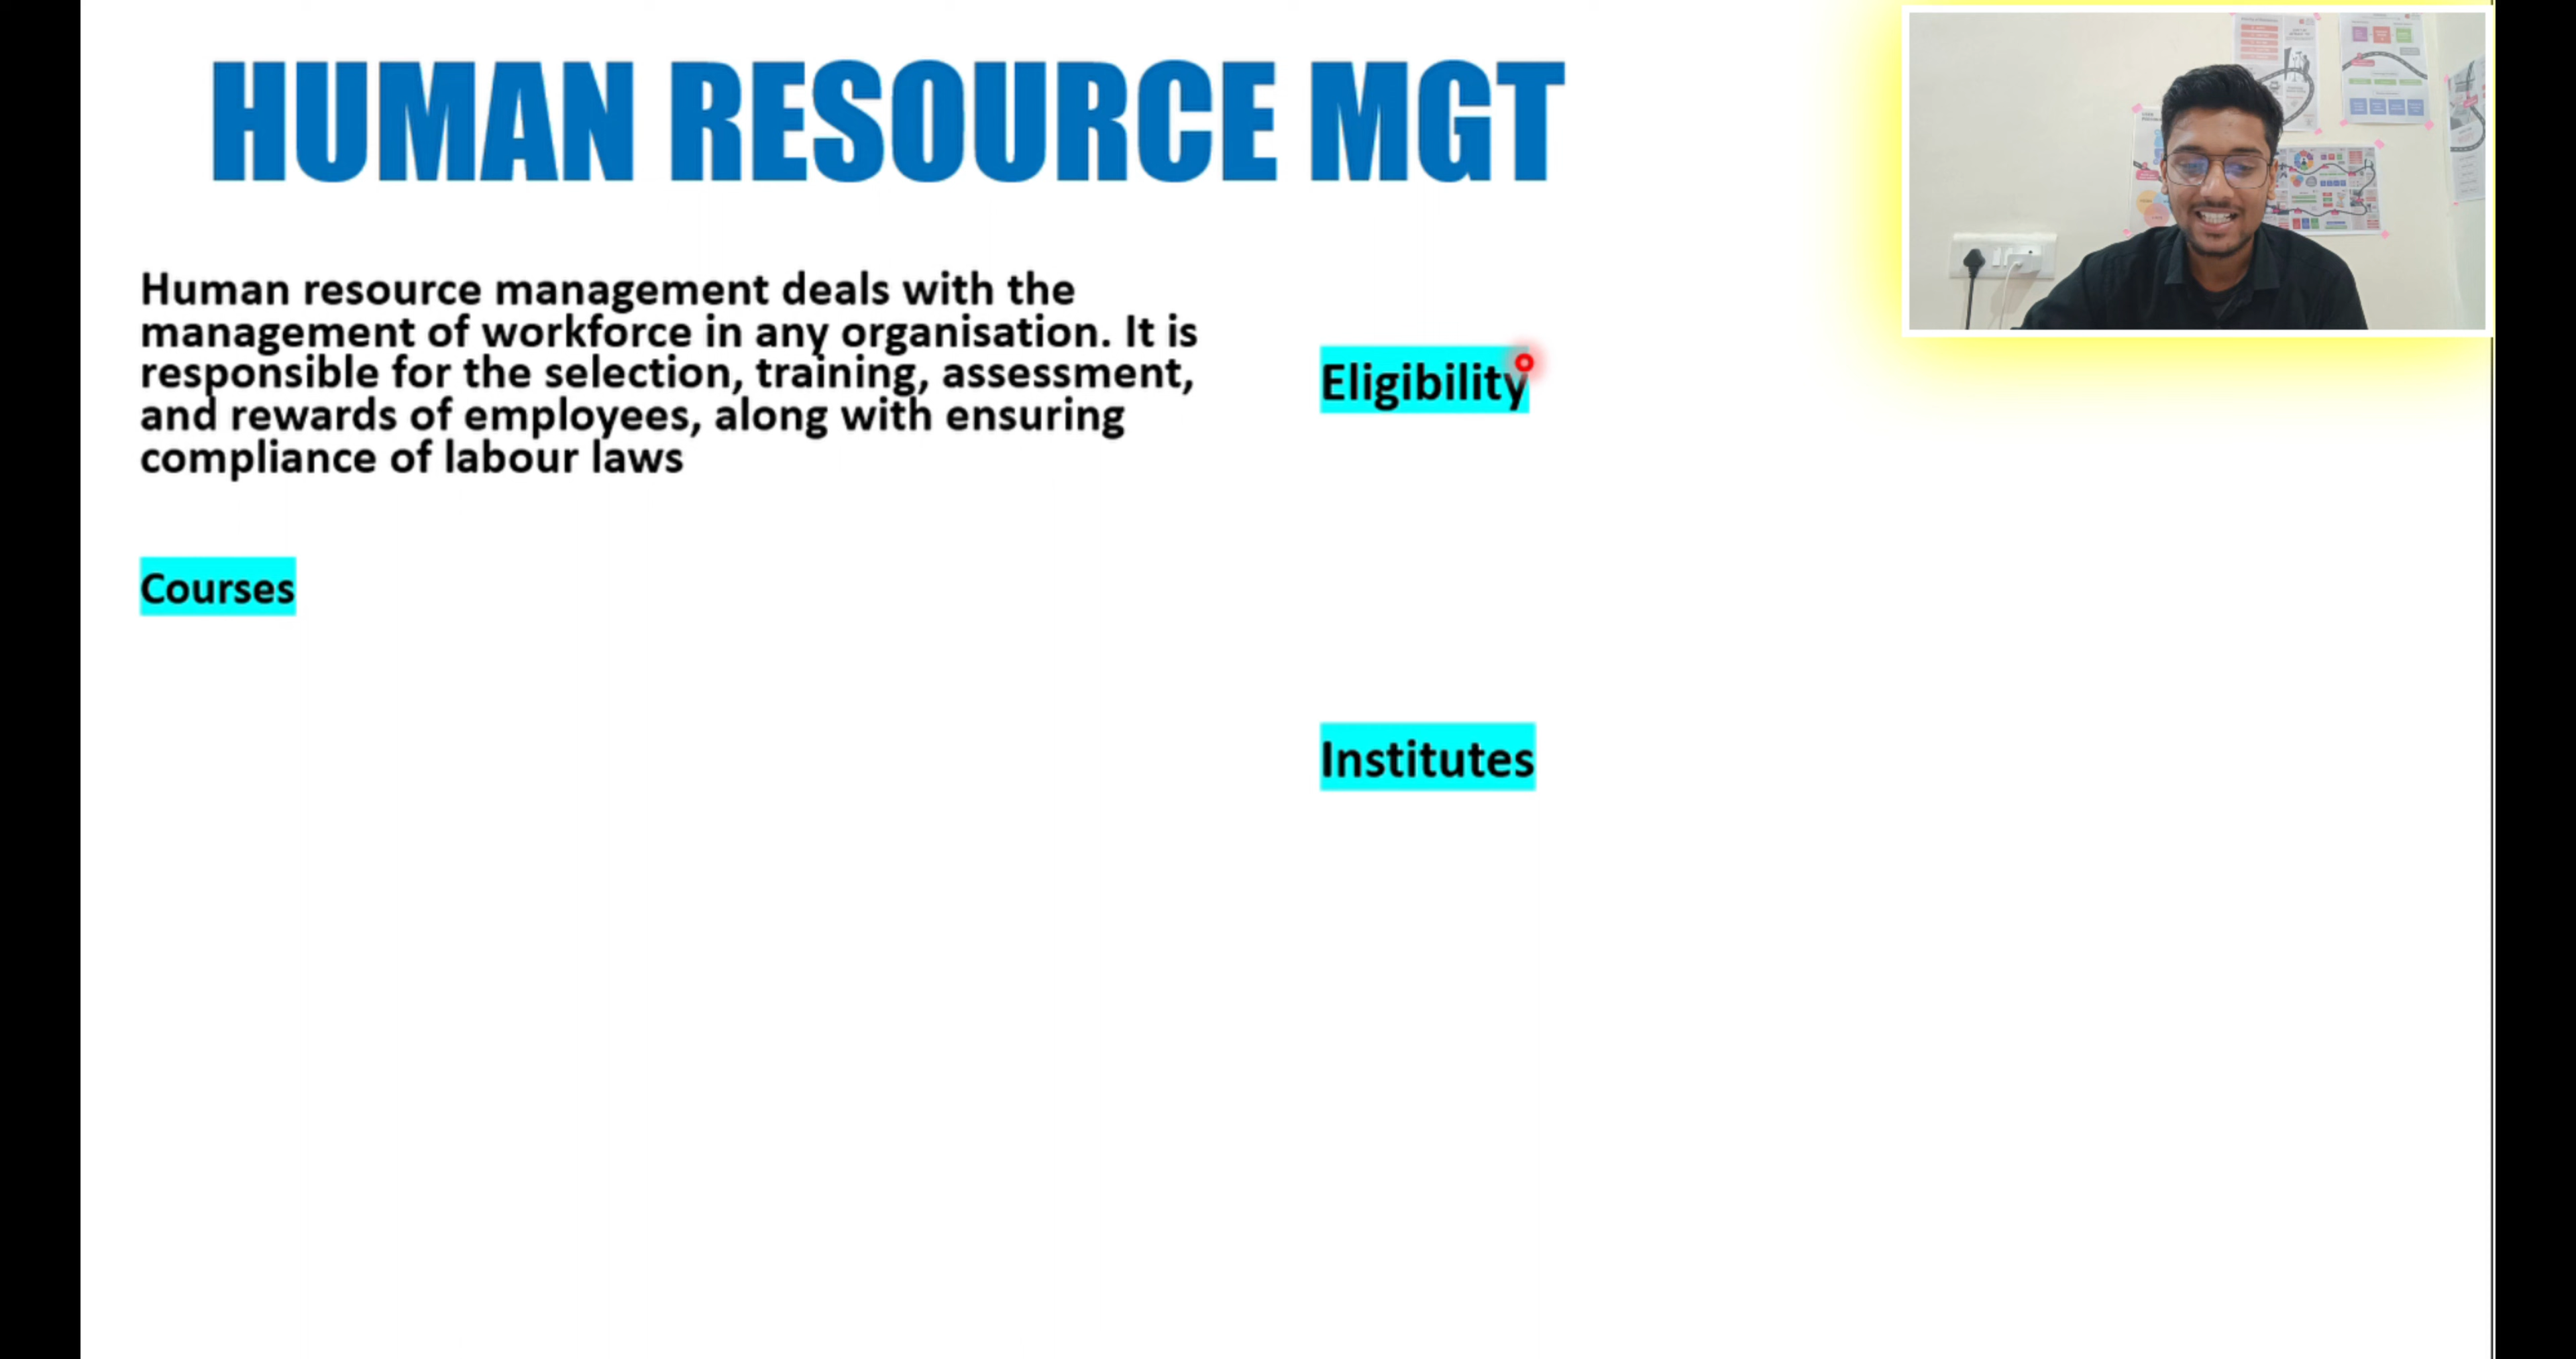 HUMAN RESOURCE MGT
Human resource management deals with the
management of workforce in any organisation. It is
responsible for the selection, training, assessment,
and rewards of employees, along with ensuring
compliance of labour laws
Courses
Eligibility
Institutes